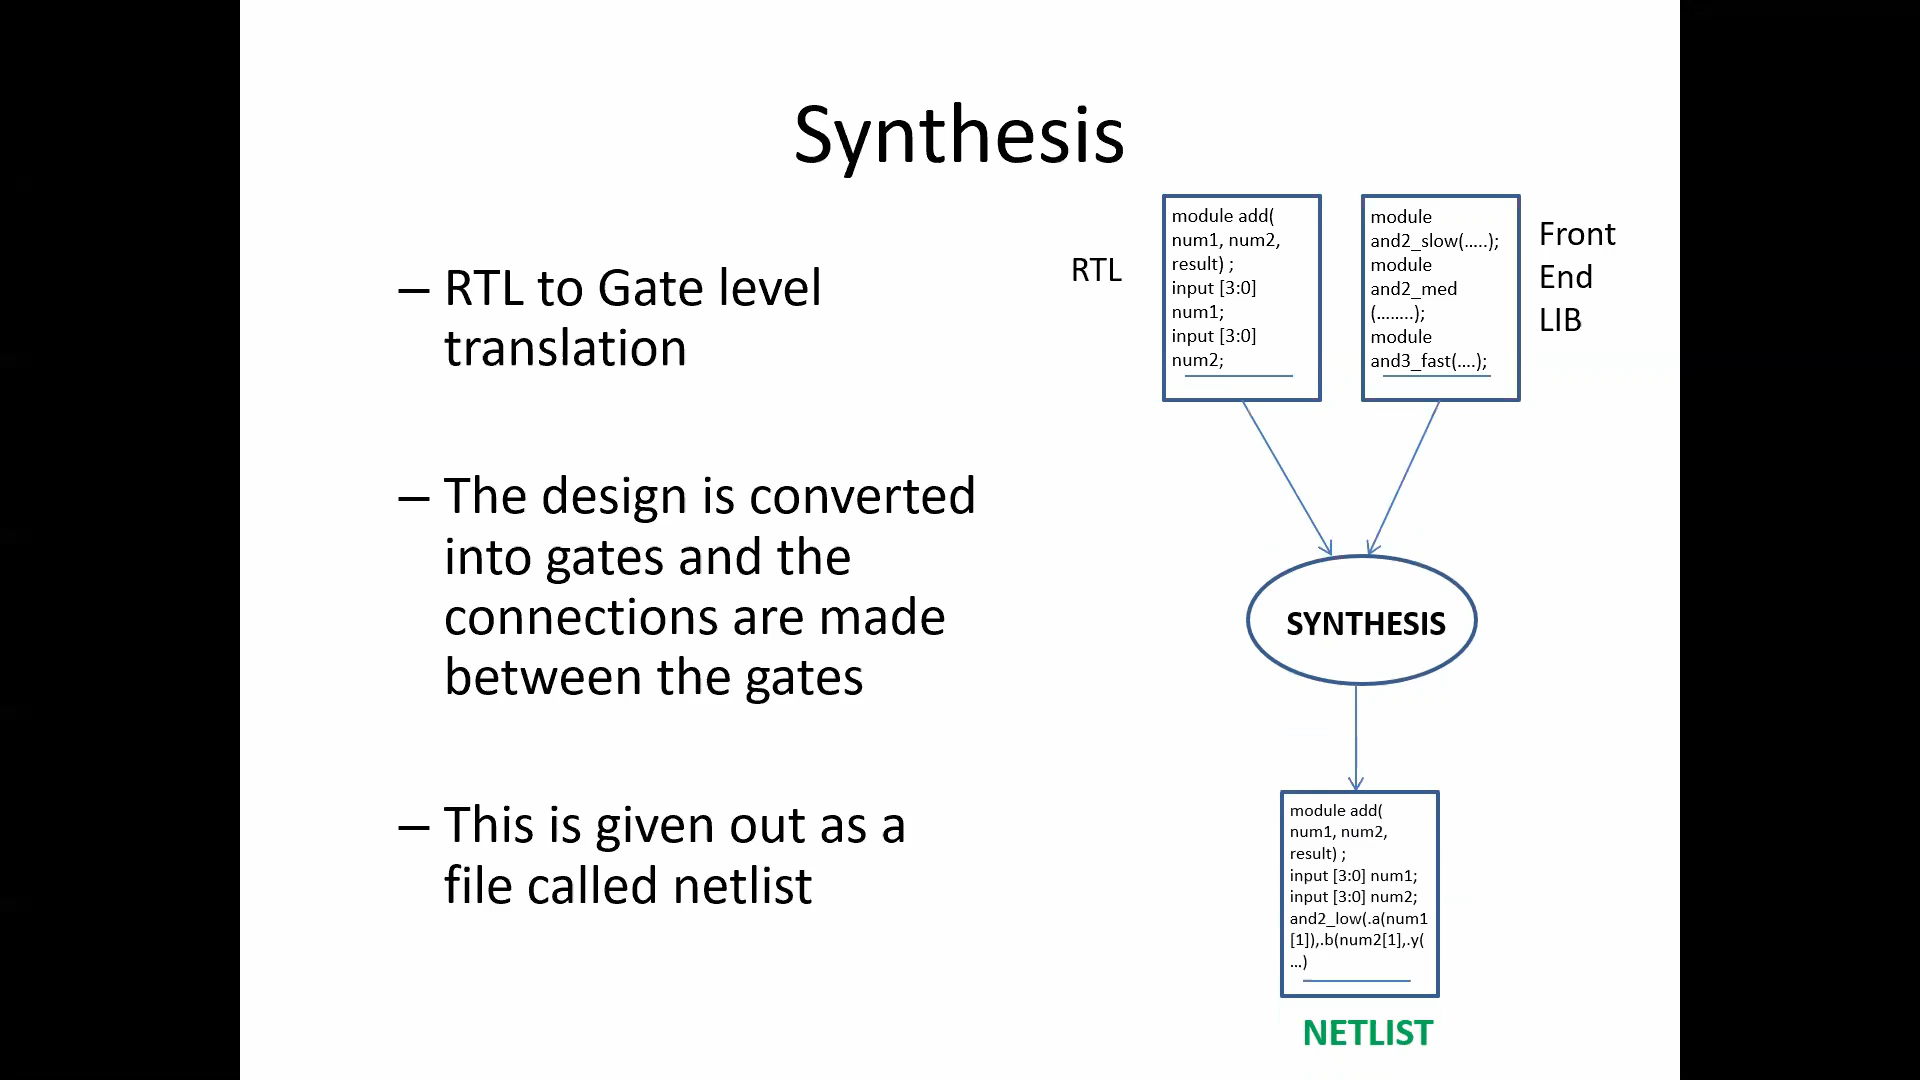 Synthesis
– RTL to Gate level
translation
– The design is converted
into gates and the
connections are made
between the gates
– This is given out as a
file called netlist
RTL
module add(
num1, num2,
result) ;
input [3:0]
num1;
input [3:0]
num2;
module
and2_slow(…..);
module
and2_med
(……..);
module
and3_fast(….);
Front
End
LIB
SYNTHESIS
module add(
num1, num2,
result) ;
input [3:0] num1;
input [3:0] num2;
and2_low(.a(num1
[1]),.b(num2[1],.y(
…)
NETLIST